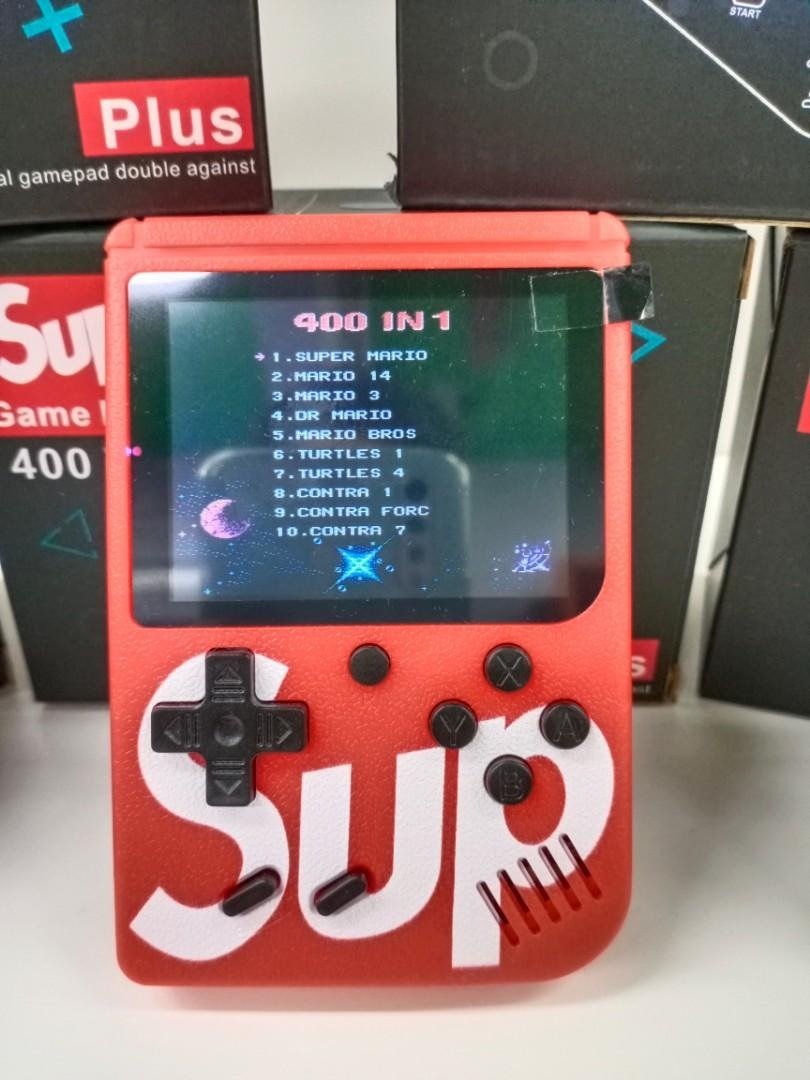 START
Plus
al gamepad double against
Sup
Game
400
400 IN 1
1.SUPER MARIO
2.MARIO 14
3.MARIO 3
4.DR MARIO
5.MARIO BROS
6.TURTLES 1
7.TURTLES 4
8.CONTRA 1
9.CONTRA FORC
10.CONTRA 7
X
Y
A
B
Sup